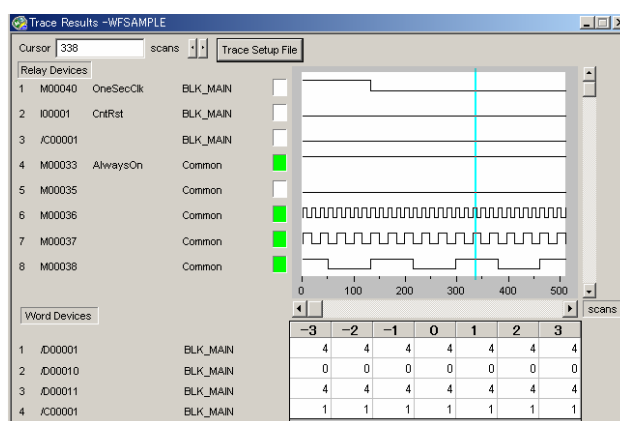 Trace Results -WFSAMPLE
Cursor 338 scans Trace Setup File
Relay Devices
1 M00040 OneSecClk BLK_MAIN
2 I00001 CntRst BLK_MAIN
3 /C00001 BLK_MAIN
4 M00033 AlwaysOn Common
5 M00035 Common
6 M00036 Common
7 M00037 Common
8 M00038 Common
0 100 200 300 400 500
scans
Word Devices
-3 -2 -1 0 1 2 3
1 /D00001 BLK_MAIN 4 4 4 4 4 4 4
2 /D00010 BLK_MAIN 0 0 0 0 0 0 0
3 /D00011 BLK_MAIN 4 4 4 4 4 4 4
4 /C00001 BLK_MAIN 1 1 1 1 1 1 1